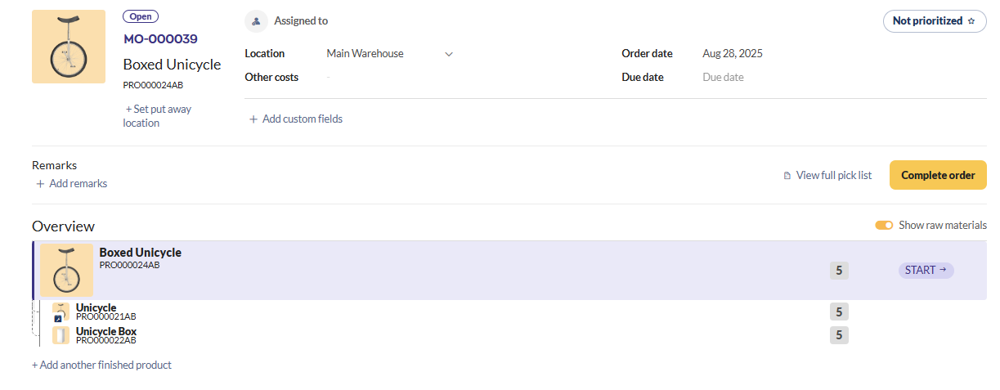 Open
MO-000039
Boxed Unicycle
PRO000024AB
+ Set put away
location
Assigned to
Not prioritized
Location Main Warehouse
Order date Aug 28, 2025
Other costs -
Due date Due date
+ Add custom fields
Remarks
+ Add remarks
View full pick list
Complete order
Overview
Show raw materials
Boxed Unicycle
PRO000024AB
5 START →
Unicycle
PRO000021AB
5
Unicycle Box
PRO000022AB
5
+ Add another finished product